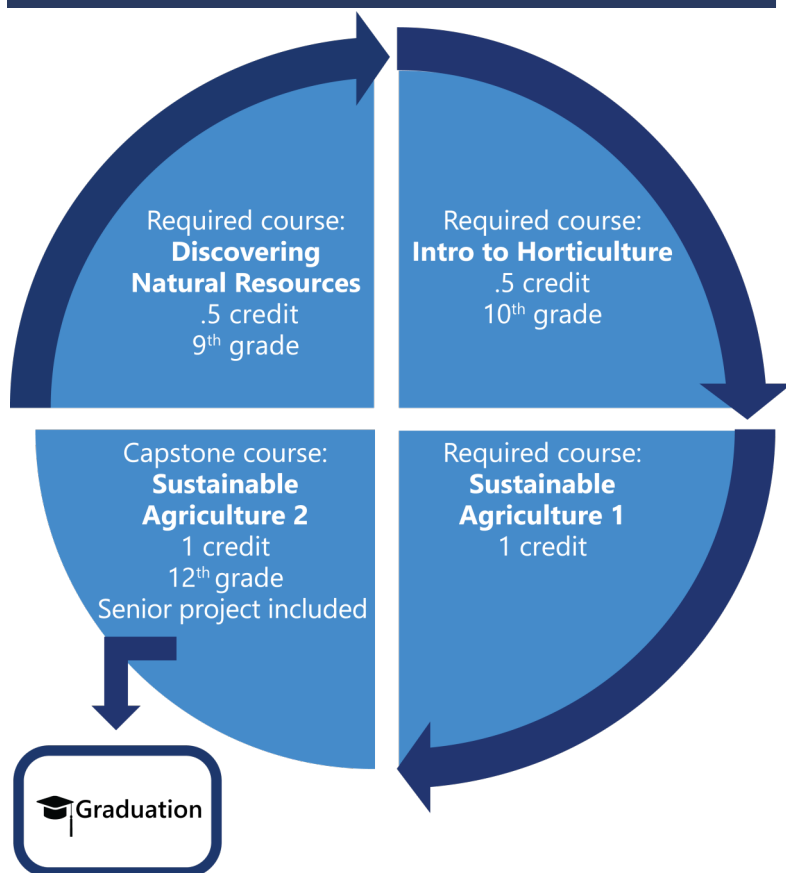 Required course:
Discovering
Natural Resources
.5 credit
9th grade
Required course:
Intro to Horticulture
.5 credit
10th grade
Required course:
Sustainable
Agriculture 1
1 credit
Capstone course:
Sustainable
Agriculture 2
1 credit
12th grade
Senior project included
Graduation